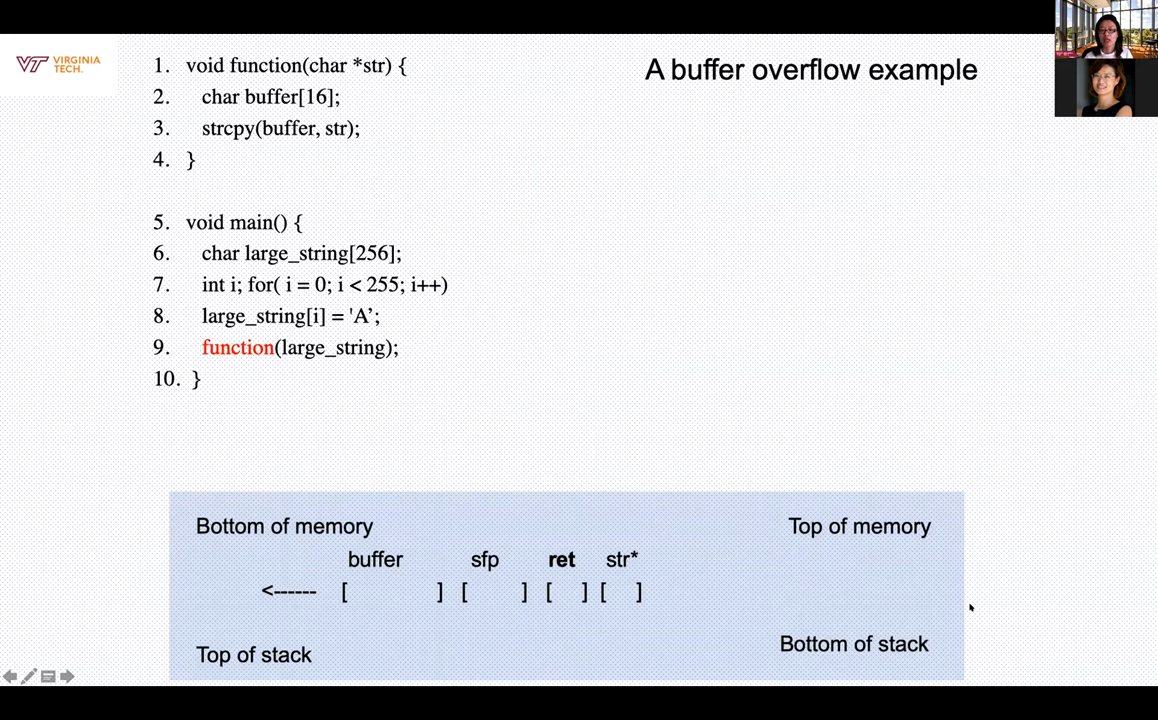 VT VIRGINIA
TECH.
A buffer overflow example
1. void function(char *str) {
2. char buffer[16];
3. strcpy(buffer, str);
4. }
5. void main() {
6. char large_string[256];
7. int i; for( i = 0; i < 255; i++)
8. large_string[i] = 'A’;
9. function(large_string);
10. }
Bottom of memory Top of memory
buffer sfp ret str*
<------ [ ] [ ] [ ] [ ]
Top of stack Bottom of stack